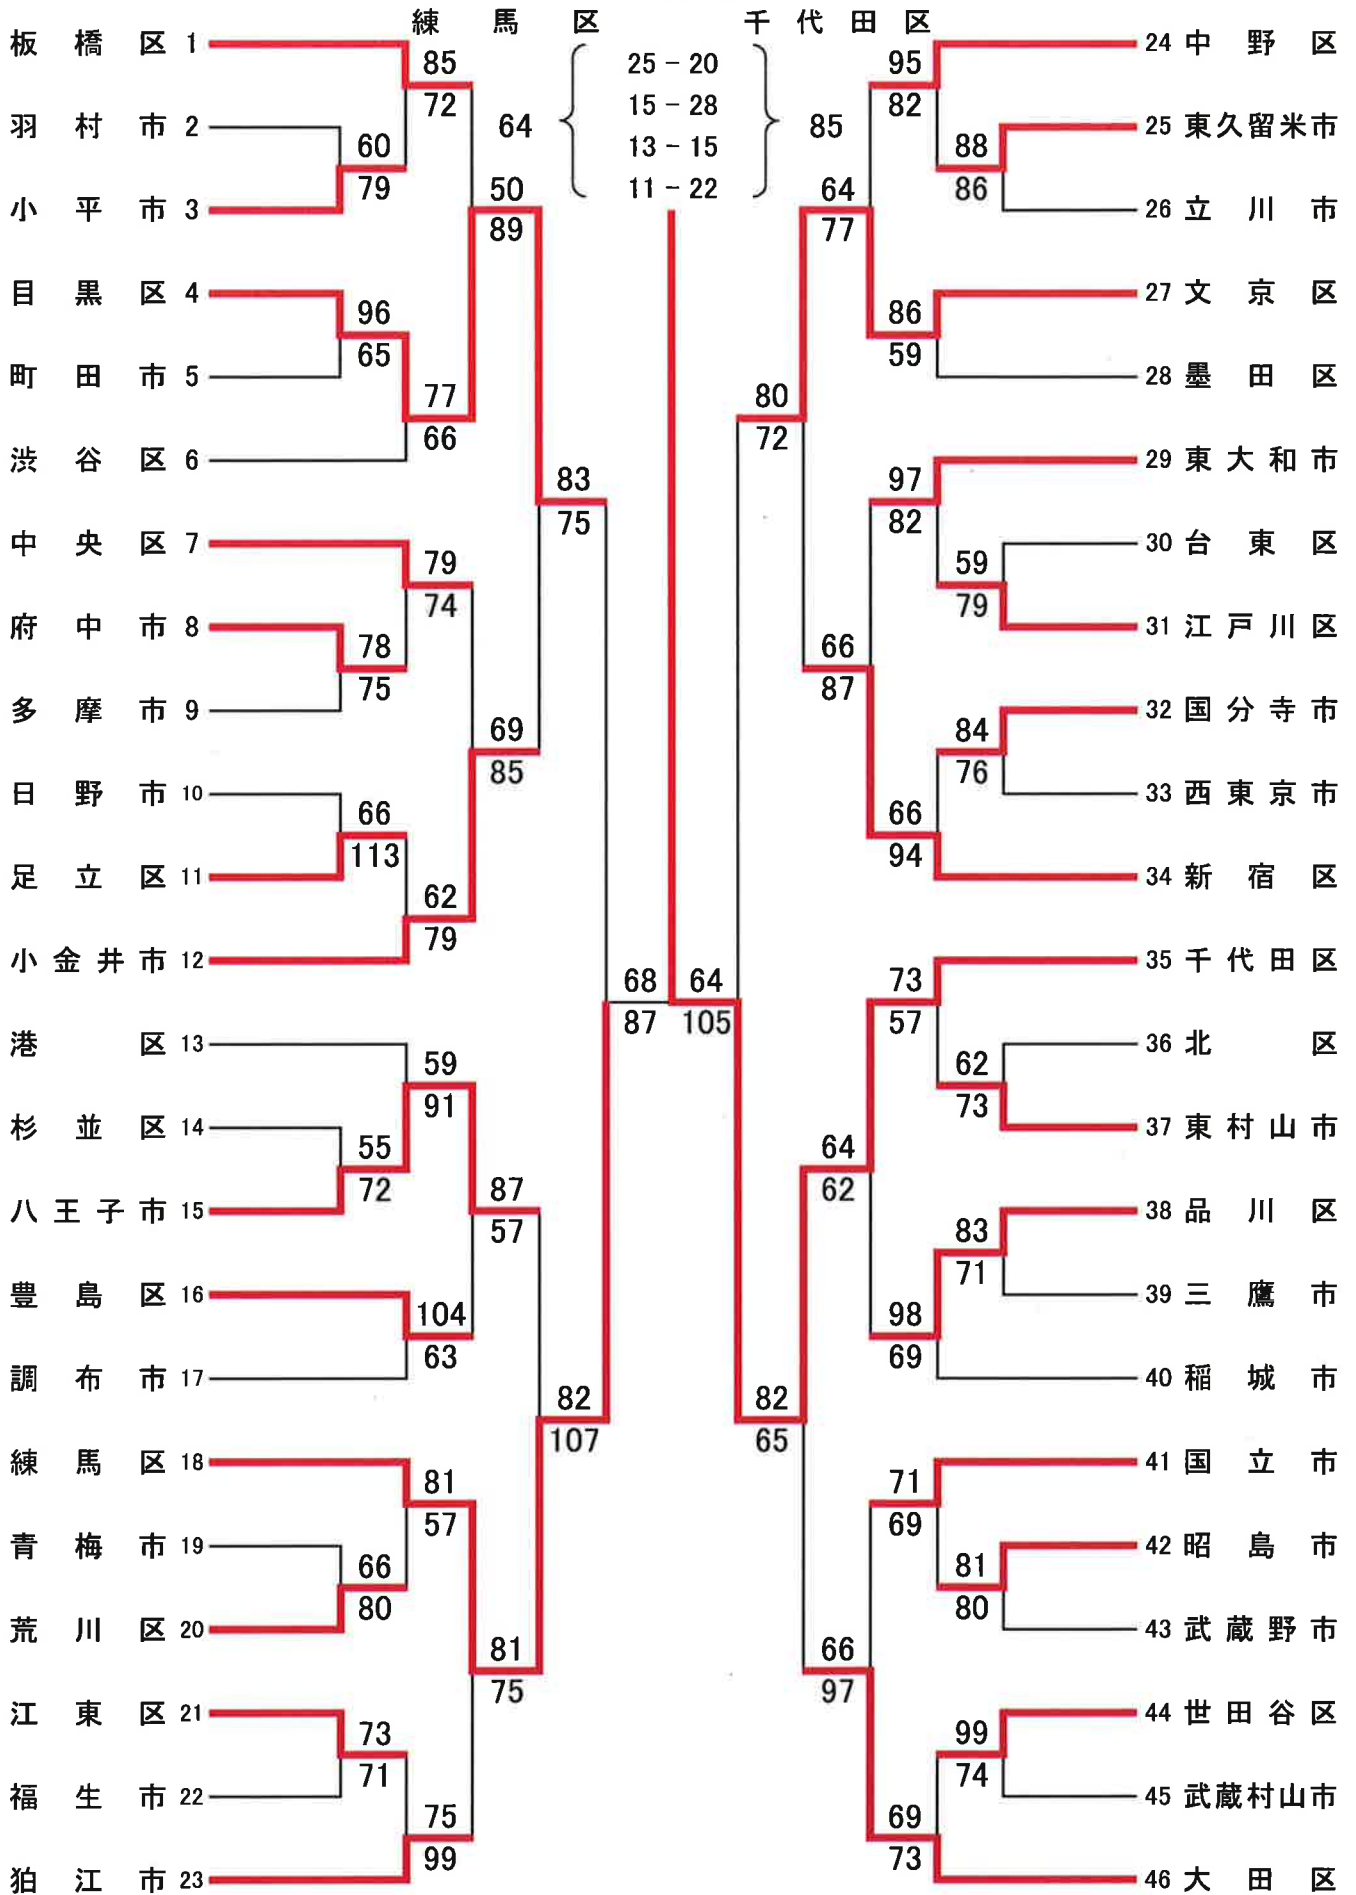 練馬区 千代田区
板橋区 1
85
72
羽村市 2
60
79
小平市 3
50
89
目黒区 4
96
65
町田市 5
77
66
渋谷区 6
83
75
中央区 7
79
74
府中市 8
78
75
多摩市 9
69
85
日野市 10
66
113
足立区 11
62
79
小金井市 12
68
87
港区 13
59
91
杉並区 14
55
72
八王子市 15
87
57
豊島区 16
104
63
調布市 17
82
107
練馬区 18
81
57
青梅市 19
66
80
荒川区 20
81
75
江東区 21
73
71
福生市 22
75
99
狛江市 23
64 { 25 - 20 } 85
15 - 28
13 - 15
11 - 22
24 中野区
95
82
25 東久留米市
88
86
26 立川市
64
77
27 文京区
86
59
28 墨田区
80
72
29 東大和市
97
82
30 台東区
59
79
31 江戸川区
66
87
32 国分寺市
84
76
33 西東京市
66
94
34 新宿区
64
105
35 千代田区
73
57
36 北区
62
73
37 東村山市
64
62
38 品川区
83
71
39 三鷹市
98
69
40 稲城市
82
65
41 国立市
71
69
42 昭島市
81
80
43 武蔵野市
66
97
44 世田谷区
99
74
45 武蔵村山市
69
73
46 大田区